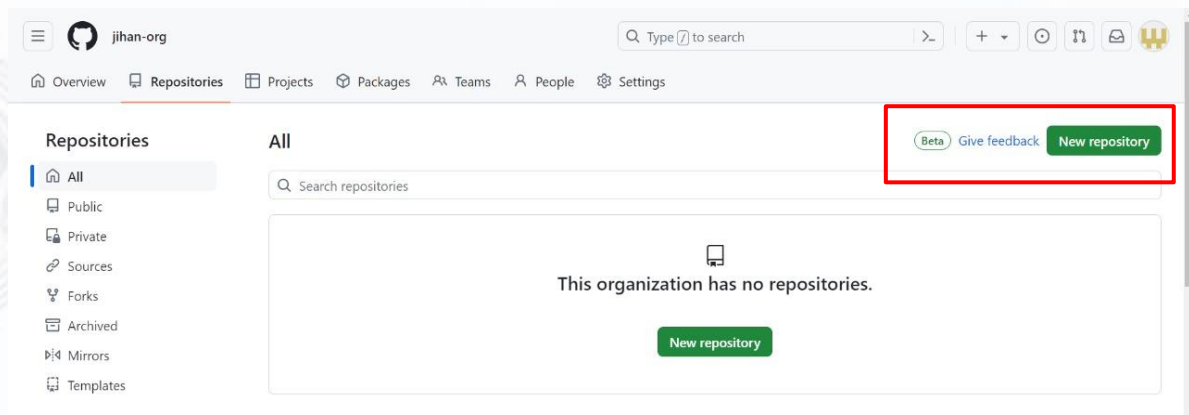 jihan-org
Type / to search
Overview Repositories Projects Packages Teams People Settings
Repositories
All
Public
Private
Sources
Forks
Archived
Mirrors
Templates
All
Beta Give feedback New repository
Search repositories
This organization has no repositories.
New repository